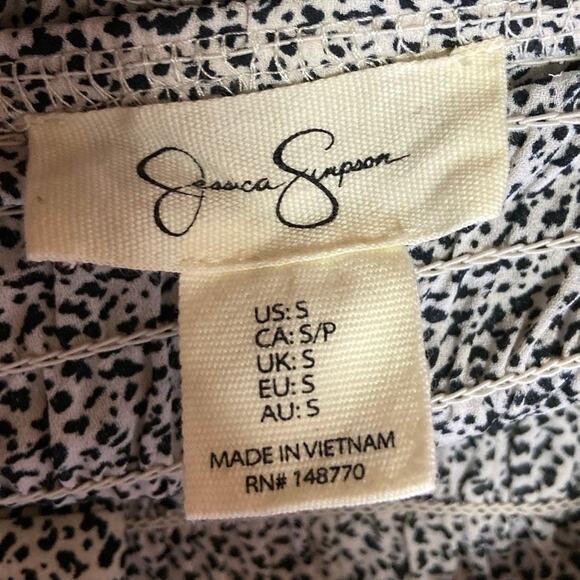 Jessica Simpson
US: S
CA: S/P
UK: S
EU: S
AU: S
MADE IN VIETNAM
RN# 148770